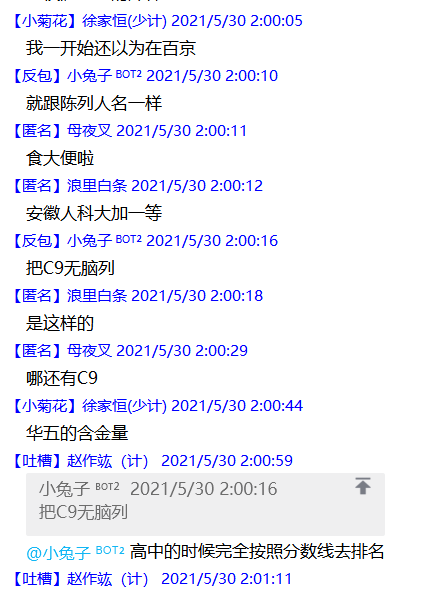 【小菊花】徐家恒(少计) 2021/5/30 2:00:05
我一开始还以为在百京
【反包】小兔子 BOT2 2021/5/30 2:00:10
就跟陈列人名一样
【匿名】母夜叉 2021/5/30 2:00:11
食大便啦
【匿名】浪里白条 2021/5/30 2:00:12
安徽人科大加一等
【反包】小兔子 BOT2 2021/5/30 2:00:16
把C9无脑列
【匿名】浪里白条 2021/5/30 2:00:18
是这样的
【匿名】母夜叉 2021/5/30 2:00:29
哪还有C9
【小菊花】徐家恒(少计) 2021/5/30 2:00:44
华五的含金量
【吐槽】赵作竑（计） 2021/5/30 2:00:59
小兔子 BOT2 2021/5/30 2:00:16
把C9无脑列
@小兔子 BOT2 高中的时候完全按照分数线去排名
【吐槽】赵作竑（计） 2021/5/30 2:01:11